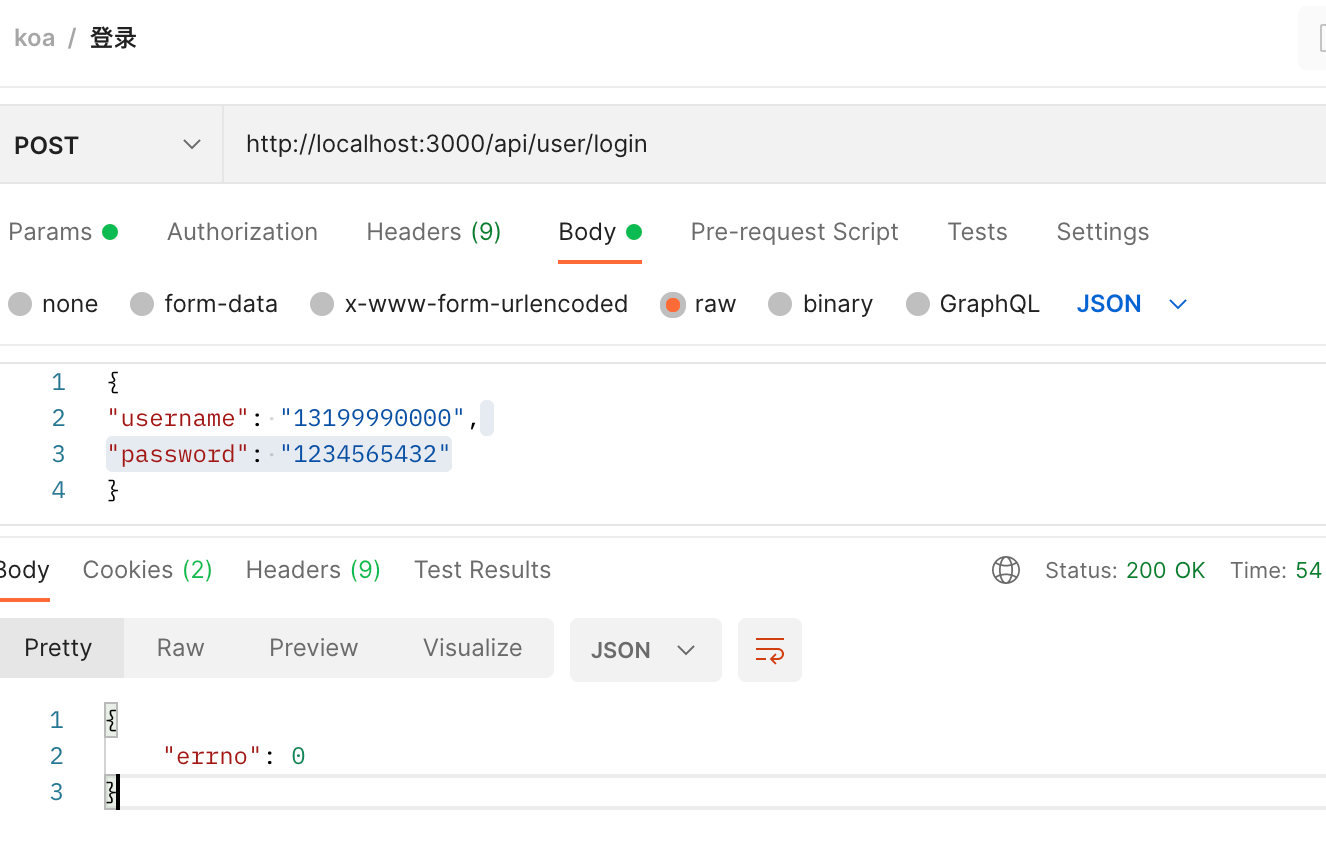 koa / 登录
POST http://localhost:3000/api/user/login
Params Authorization Headers (9) Body Pre-request Script Tests Settings
none form-data x-www-form-urlencoded raw binary GraphQL JSON
1 {
2 "username": "13199990000",
3 "password": "1234565432"
4 }
Body Cookies (2) Headers (9) Test Results Status: 200 OK Time: 54
Pretty Raw Preview Visualize JSON
1 {
2 "errno": 0
3 }